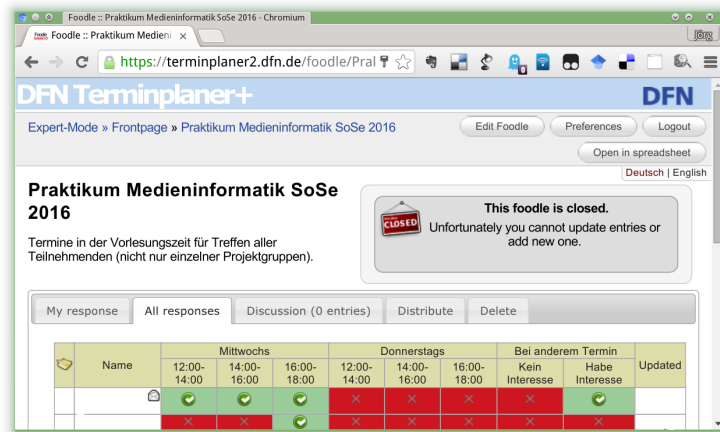 Foodle :: Praktikum Medieninformatik SoSe 2016 - Chromium
Foodle :: Praktikum Medieni
Jörg
https://terminplaner2.dfn.de/foodle/Pral
DFN Terminplaner+
DFN
Expert-Mode » Frontpage » Praktikum Medieninformatik SoSe 2016
Edit Foodle
Preferences
Logout
Open in spreadsheet
Deutsch | English
Praktikum Medieninformatik SoSe
2016
Termine in der Vorlesungszeit für Treffen aller
Teilnehmenden (nicht nur einzelner Projektgruppen).
CLOSED
This foodle is closed.
Unfortunately you cannot update entries or
add new one.
My response
All responses
Discussion (0 entries)
Distribute
Delete
Name
Mittwochs
Donnerstags
Bei anderem Termin
Updated
12:00-
14:00
14:00-
16:00
16:00-
18:00
12:00-
14:00
14:00-
16:00
16:00-
18:00
Kein
Interesse
Habe
Interesse